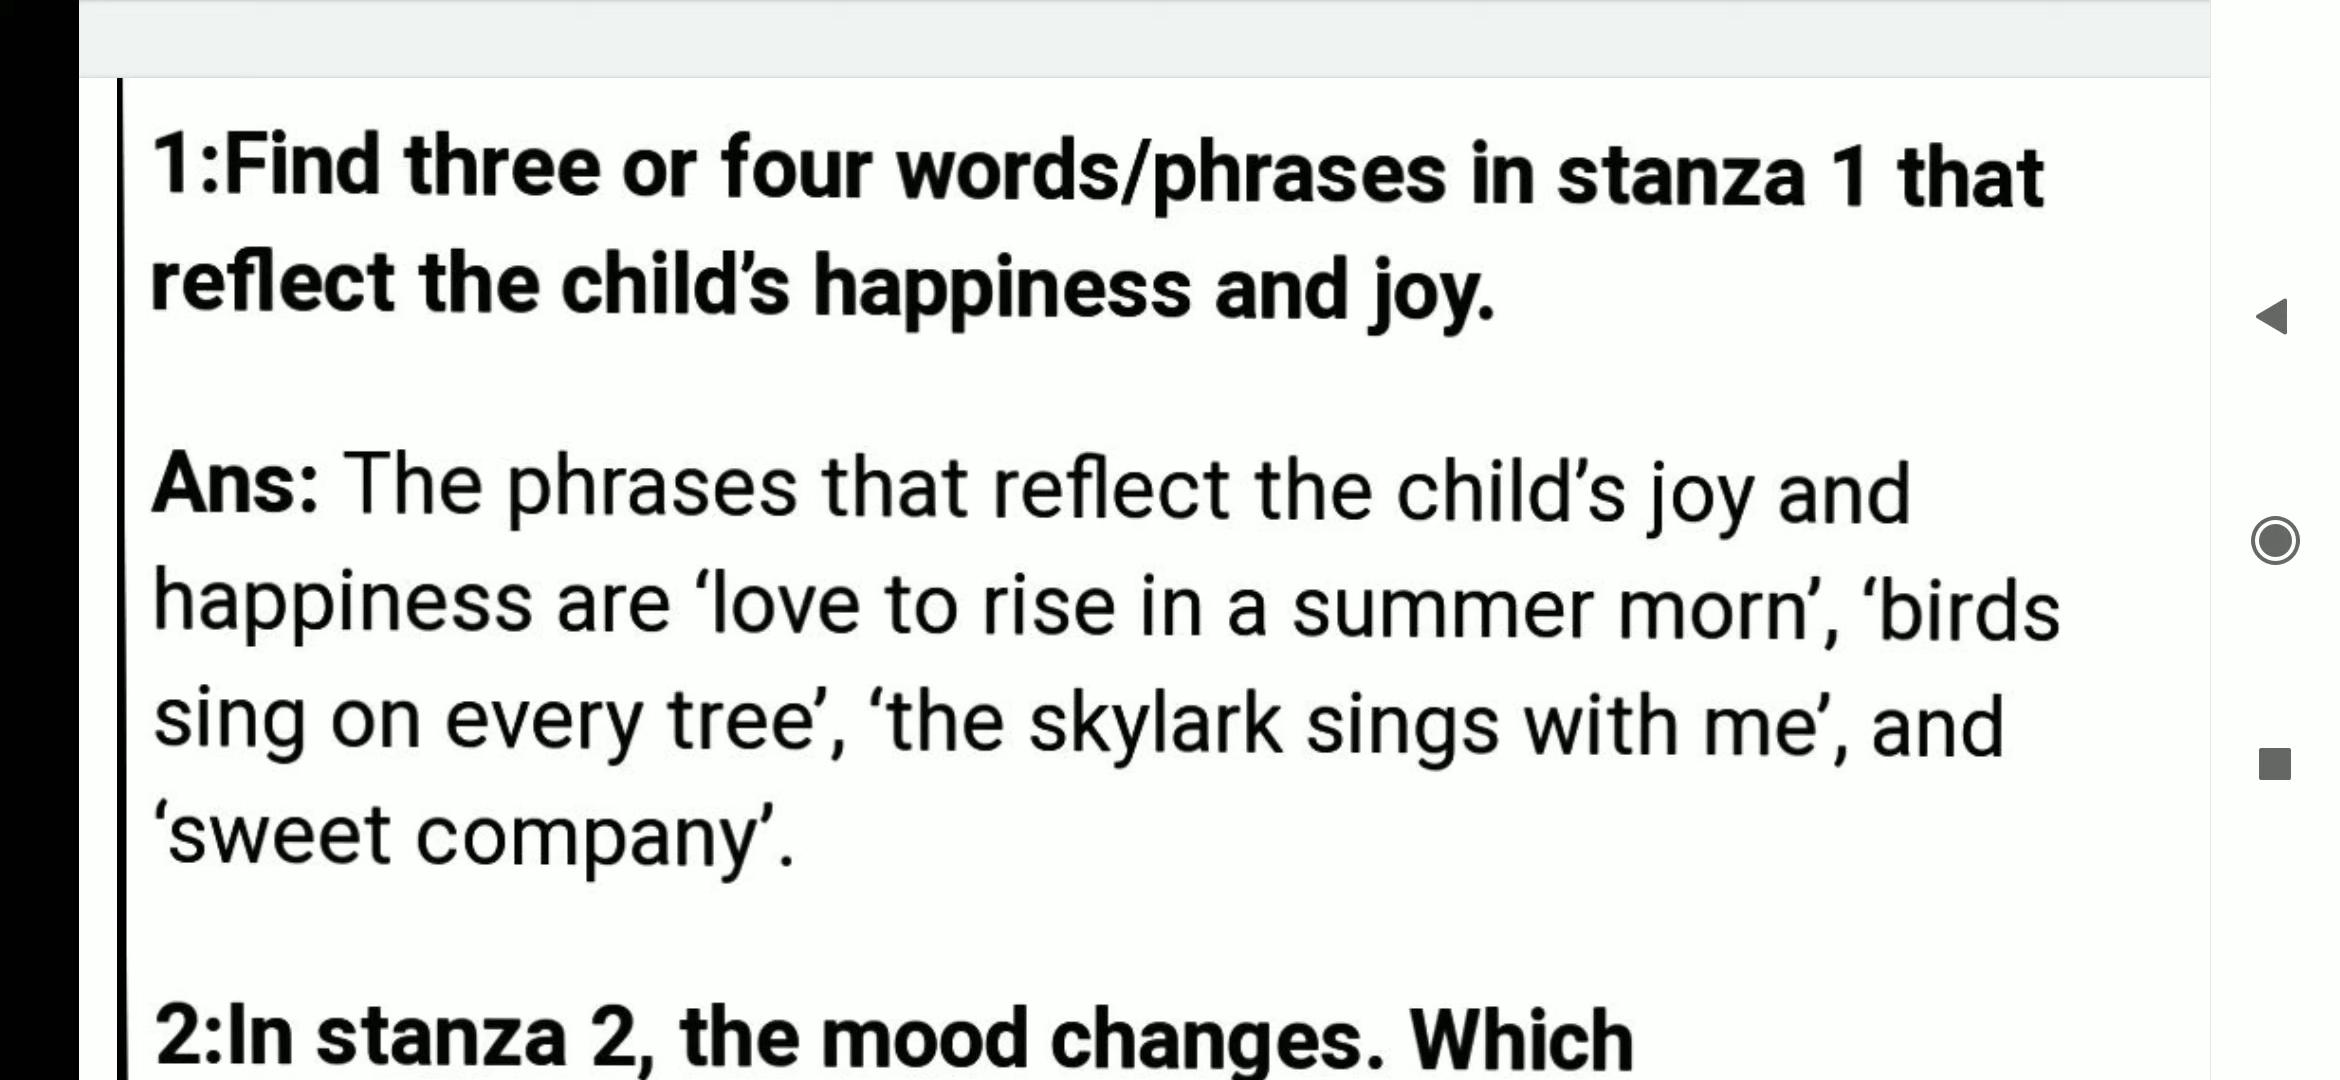 1:Find three or four words/phrases in stanza 1 that
reflect the child’s happiness and joy.
Ans: The phrases that reflect the child’s joy and
happiness are ‘love to rise in a summer morn’, ‘birds
sing on every tree’, ‘the skylark sings with me’, and
‘sweet company’.
2:In stanza 2, the mood changes. Which